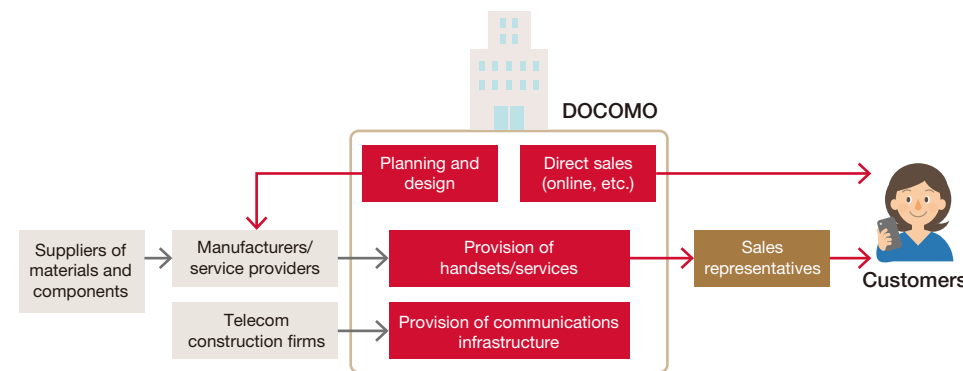 DOCOMO
Planning and
design
Direct sales
(online, etc.)
Suppliers of
materials and
components
Manufacturers/
service providers
Provision of
handsets/services
Sales
representatives
Customers
Telecom
construction firms
Provision of communications
infrastructure